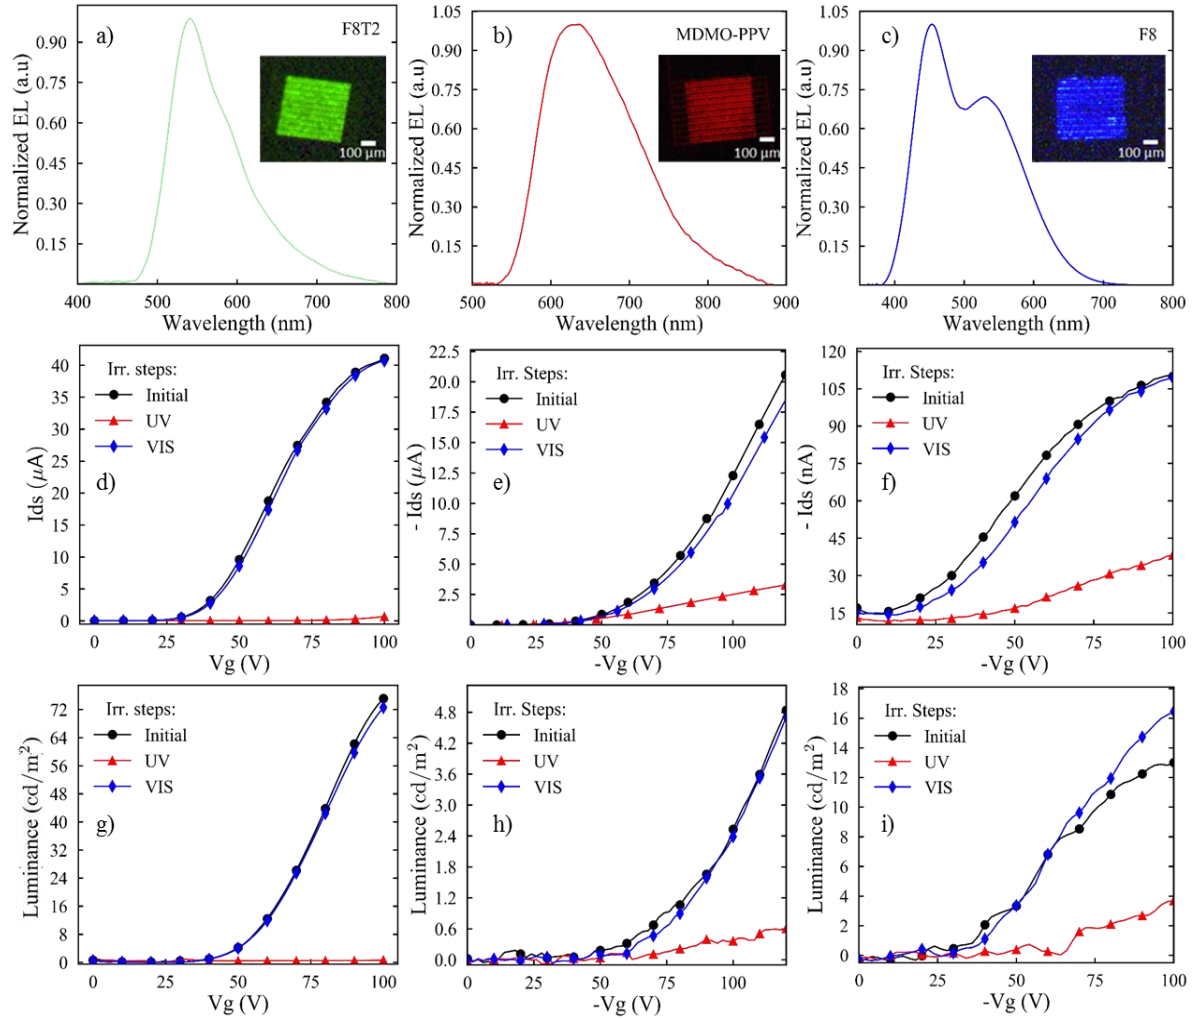 a)
F8T2
Normalized EL (a.u)
0.90
0.75
0.60
0.45
0.30
0.15
100 µm
400 500 600 700 800
Wavelength (nm)
b)
MDMO-PPV
Normalized EL (a.u)
1.05
0.90
0.75
0.60
0.45
0.30
0.15
100 µm
500 600 700 800 900
Wavelength (nm)
c)
F8
Normalized EL (a.u)
1.05
0.90
0.75
0.60
0.45
0.30
0.15
100 µm
400 500 600 700 800
Wavelength (nm)
d)
Irr. Steps:
Initial
UV
VIS
Ids (µA)
40
35
30
25
20
15
10
5
0
0 25 50 75 100
Vg (V)
e)
Irr. Steps:
Initial
UV
VIS
- Ids (µA)
22.5
20.0
17.5
15.0
12.5
10.0
7.5
5.0
2.5
0 25 50 75 100
-Vg (V)
f)
Irr. Steps:
Initial
UV
VIS
- Ids (nA)
120
105
90
75
60
45
30
15
0 25 50 75 100
-Vg (V)
g)
Irr. steps:
Initial
UV
VIS
Luminance (cd/m²)
72
64
56
48
40
32
24
16
8
0
0 25 50 75 100
Vg (V)
h)
Irr. Steps:
Initial
UV
VIS
Luminance (cd/m²)
4.8
4.2
3.6
3.0
2.4
1.8
1.2
0.6
0.0
0 25 50 75 100
-Vg (V)
i)
Irr. Steps:
Initial
UV
VIS
Luminance (cd/m²)
18
16
14
12
10
8
6
4
2
0
0 25 50 75 100
-Vg (V)